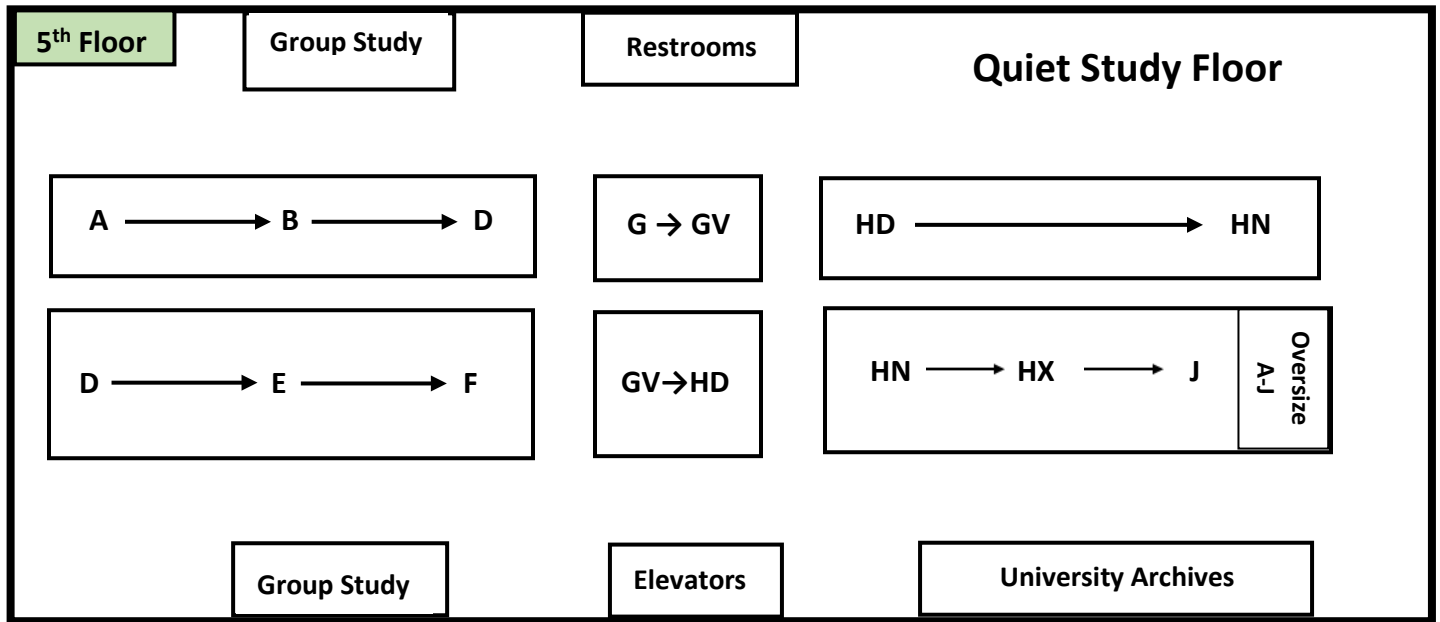 5th Floor
Group Study
Restrooms
Quiet Study Floor
A → B → D
G → GV
HD → HN
D → E → F
GV→HD
HN → HX → J
Oversize
A-J
Group Study
Elevators
University Archives